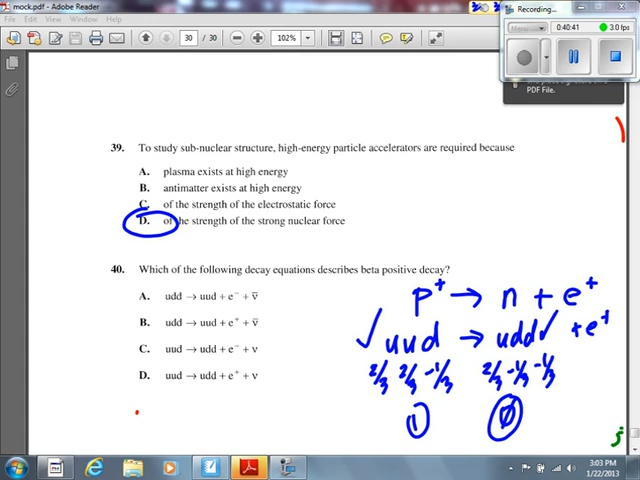 mock.pdf - Adobe Reader
File Edit View Window Help
30 / 30
102%
Recording...
0:40:41
3.0 fps
Menu
PDF File.
39. To study sub-nuclear structure, high-energy particle accelerators are required because
A. plasma exists at high energy
B. antimatter exists at high energy
C. of the strength of the electrostatic force
D. of the strength of the strong nuclear force
40. Which of the following decay equations describes beta positive decay?
A. udd → uud + e⁻ + ν̅
B. udd → uud + e⁺ + ν̅
C. uud → udd + e⁻ + ν
D. uud → udd + e⁺ + ν
p⁺ → n + e⁺
✓ uud → udd ✓ + e⁺
2/3 2/3 -1/3 2/3 -1/3 -1/3
1 0
3:03 PM
1/22/2013